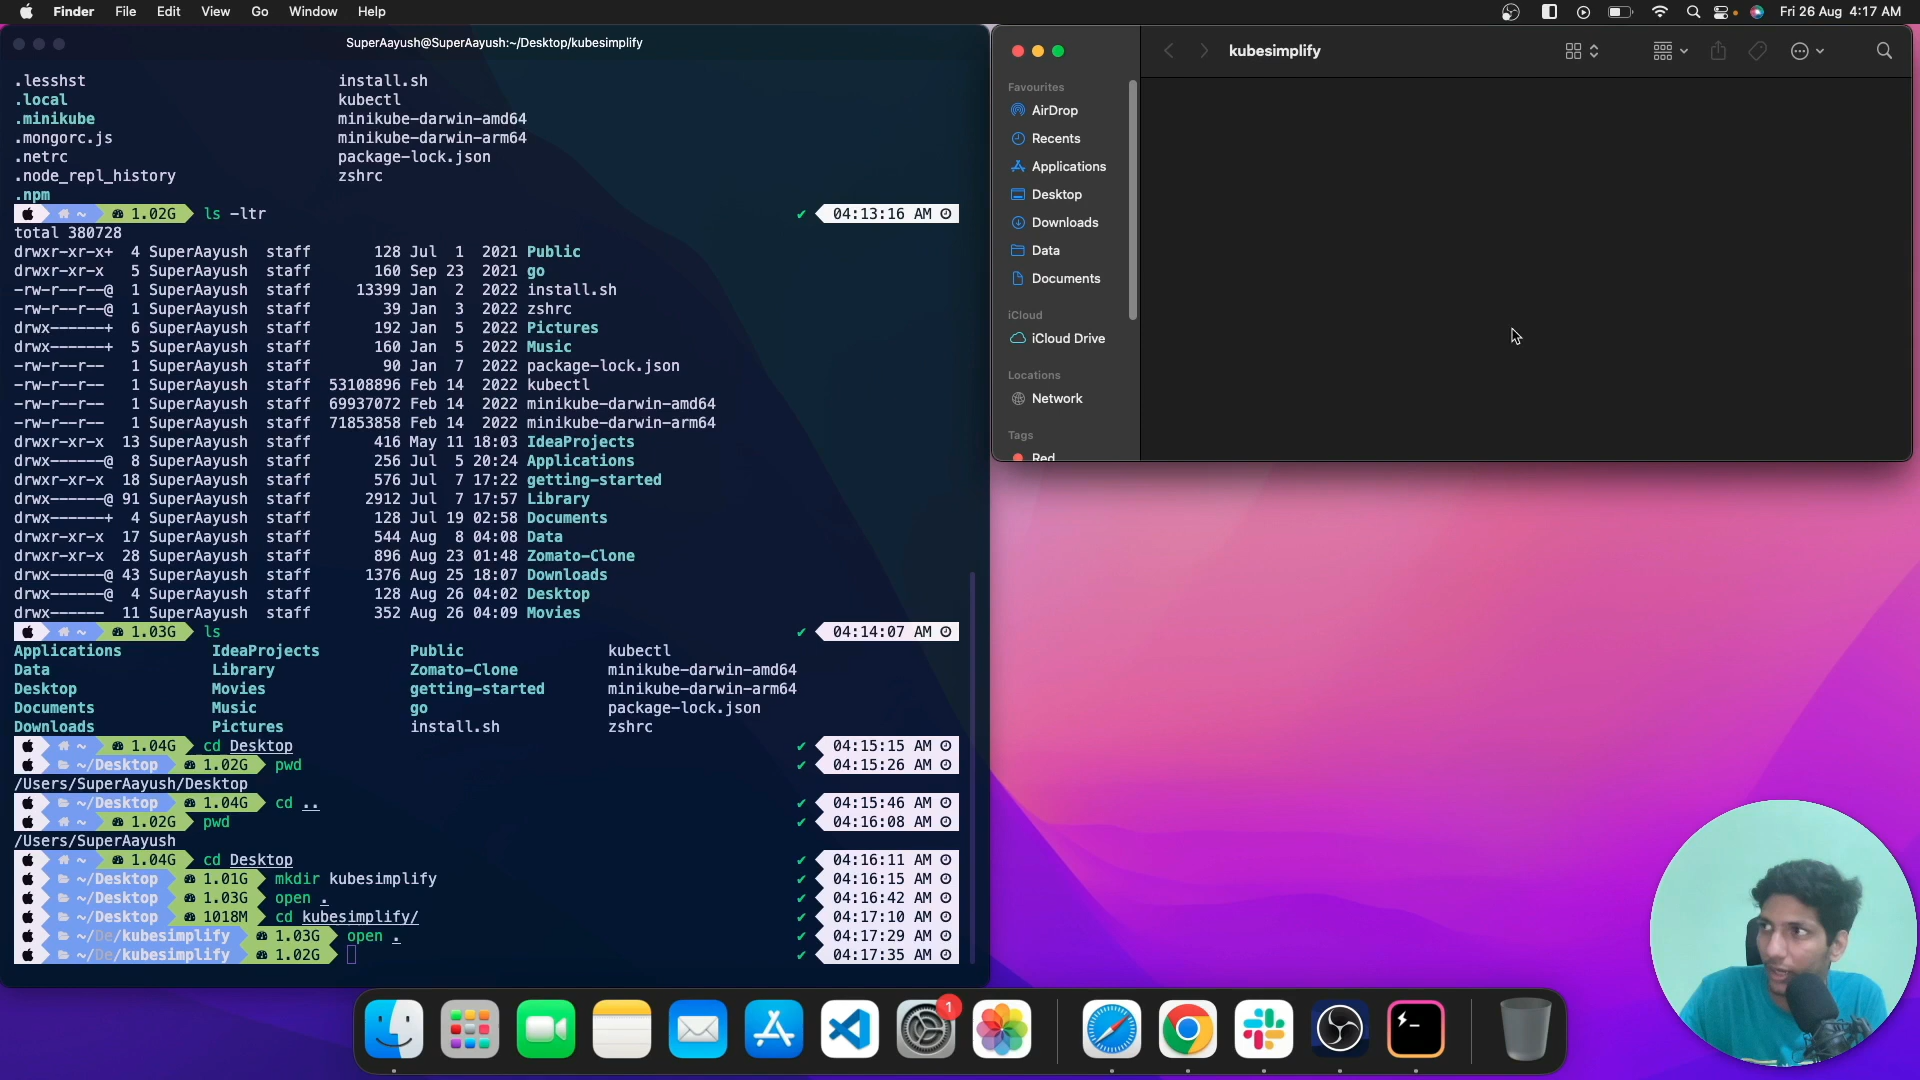 Finder File Edit View Go Window Help
Fri 26 Aug 4:17 AM
SuperAayush@SuperAayush:~/Desktop/kubesimplify
.lesshst install.sh
.local kubectl
.minikube minikube-darwin-amd64
.mongorc.js minikube-darwin-arm64
.netrc package-lock.json
.node_repl_history zshrc
.npm
~ 1.02G ls -ltr ✔ 04:13:16 AM
total 380728
drwxr-xr-x+ 4 SuperAayush staff 128 Jul 1 2021 Public
drwxr-xr-x 5 SuperAayush staff 160 Sep 23 2021 go
-rw-r--r--@ 1 SuperAayush staff 13399 Jan 2 2022 install.sh
-rw-r--r--@ 1 SuperAayush staff 39 Jan 3 2022 zshrc
drwx------+ 6 SuperAayush staff 192 Jan 5 2022 Pictures
drwx------+ 5 SuperAayush staff 160 Jan 5 2022 Music
-rw-r--r-- 1 SuperAayush staff 90 Jan 7 2022 package-lock.json
-rw-r--r-- 1 SuperAayush staff 53108896 Feb 14 2022 kubectl
-rw-r--r-- 1 SuperAayush staff 69937072 Feb 14 2022 minikube-darwin-amd64
-rw-r--r-- 1 SuperAayush staff 71853858 Feb 14 2022 minikube-darwin-arm64
drwxr-xr-x 13 SuperAayush staff 416 May 11 18:03 IdeaProjects
drwx------@ 8 SuperAayush staff 256 Jul 5 20:24 Applications
drwxr-xr-x 18 SuperAayush staff 576 Jul 7 17:22 getting-started
drwx------@ 91 SuperAayush staff 2912 Jul 7 17:57 Library
drwx------+ 4 SuperAayush staff 128 Jul 19 02:58 Documents
drwxr-xr-x 17 SuperAayush staff 544 Aug 8 04:08 Data
drwxr-xr-x 28 SuperAayush staff 896 Aug 23 01:48 Zomato-Clone
drwx------@ 43 SuperAayush staff 1376 Aug 25 18:07 Downloads
drwx------@ 4 SuperAayush staff 128 Aug 26 04:02 Desktop
drwx------ 11 SuperAayush staff 352 Aug 26 04:09 Movies
~ 1.03G ls ✔ 04:14:07 AM
Applications IdeaProjects Public kubectl
Data Library Zomato-Clone minikube-darwin-amd64
Desktop Movies getting-started minikube-darwin-arm64
Documents Music go package-lock.json
Downloads Pictures install.sh zshrc
~ 1.04G cd Desktop ✔ 04:15:15 AM
~/Desktop 1.02G pwd ✔ 04:15:26 AM
/Users/SuperAayush/Desktop
~/Desktop 1.04G cd .. ✔ 04:15:46 AM
~ 1.02G pwd ✔ 04:16:08 AM
/Users/SuperAayush
~ 1.04G cd Desktop ✔ 04:16:11 AM
~/Desktop 1.01G mkdir kubesimplify ✔ 04:16:15 AM
~/Desktop 1.03G open . ✔ 04:16:42 AM
~/Desktop 1018M cd kubesimplify/ ✔ 04:17:10 AM
~/De/kubesimplify 1.03G open . ✔ 04:17:29 AM
~/De/kubesimplify 1.02G ✔ 04:17:35 AM
kubesimplify
Favourites
AirDrop
Recents
Applications
Desktop
Downloads
Data
Documents
iCloud
iCloud Drive
Locations
Network
Tags
Red
1